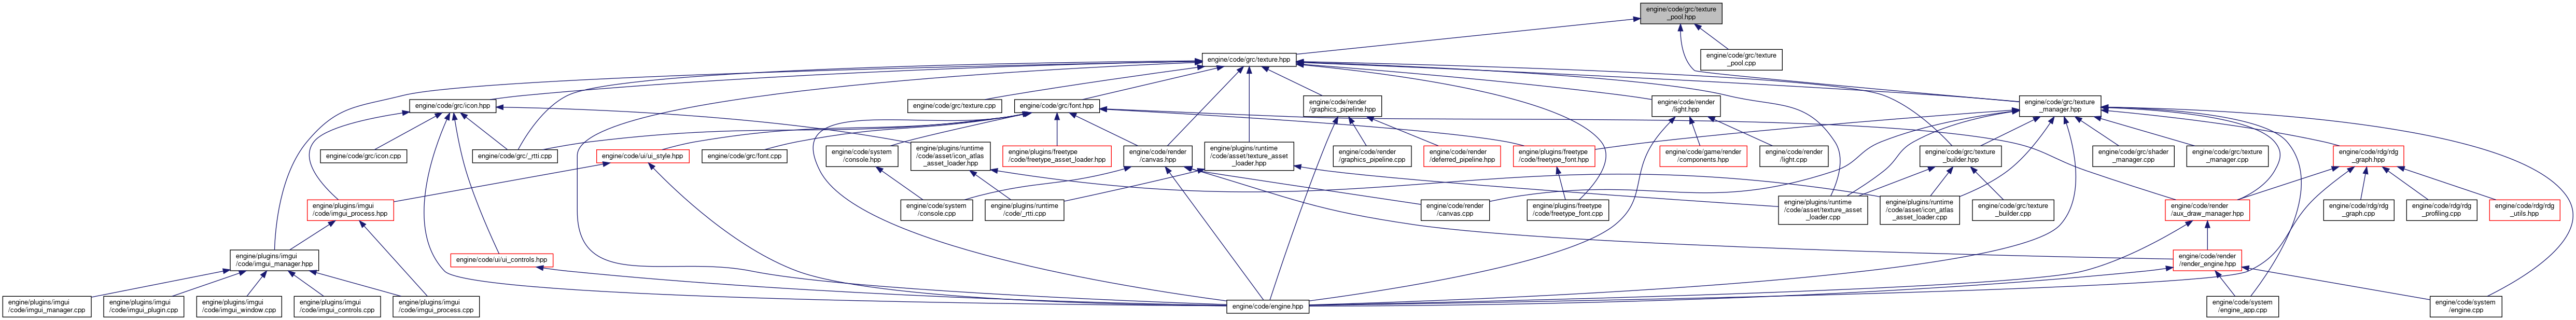 engine/code/grc/texture
_pool.hpp
engine/code/grc/texture.hpp
engine/code/grc/texture
_pool.cpp
engine/code/grc/icon.hpp
engine/code/grc/texture.cpp
engine/code/grc/font.hpp
engine/code/render
/graphics_pipeline.hpp
engine/code/render
/light.hpp
engine/code/grc/texture
_manager.hpp
engine/code/grc/icon.cpp
engine/code/grc/_rtti.cpp
engine/code/ui/ui_style.hpp
engine/code/grc/font.cpp
engine/code/system
/console.hpp
engine/plugins/runtime
/code/asset/icon_atlas
_asset_loader.hpp
engine/plugins/freetype
/code/freetype_asset_loader.hpp
engine/code/render
/canvas.hpp
engine/plugins/runtime
/code/asset/texture_asset
_loader.hpp
engine/code/render
/graphics_pipeline.cpp
engine/code/render
/deferred_pipeline.hpp
engine/plugins/freetype
/code/freetype_font.hpp
engine/code/game/render
/components.hpp
engine/code/render
/light.cpp
engine/code/grc/texture
_builder.hpp
engine/code/grc/shader
_manager.cpp
engine/code/grc/texture
_manager.cpp
engine/code/rdg/rdg
_graph.hpp
engine/plugins/imgui
/code/imgui_process.hpp
engine/code/system
/console.cpp
engine/plugins/runtime
/code/_rtti.cpp
engine/code/render
/canvas.cpp
engine/plugins/freetype
/code/freetype_font.cpp
engine/plugins/runtime
/code/asset/texture_asset
_loader.cpp
engine/plugins/runtime
/code/asset/icon_atlas
_asset_loader.cpp
engine/code/grc/texture
_builder.cpp
engine/code/render
/aux_draw_manager.hpp
engine/code/rdg/rdg
_graph.cpp
engine/code/rdg/rdg
_profiling.cpp
engine/code/rdg/rdg
_utils.hpp
engine/plugins/imgui
/code/imgui_manager.hpp
engine/code/ui/ui_controls.hpp
engine/code/render
/render_engine.hpp
engine/plugins/imgui
/code/imgui_manager.cpp
engine/plugins/imgui
/code/imgui_plugin.cpp
engine/plugins/imgui
/code/imgui_window.cpp
engine/plugins/imgui
/code/imgui_controls.cpp
engine/plugins/imgui
/code/imgui_process.cpp
engine/code/engine.hpp
engine/code/system
/engine_app.cpp
engine/code/system
/engine.cpp